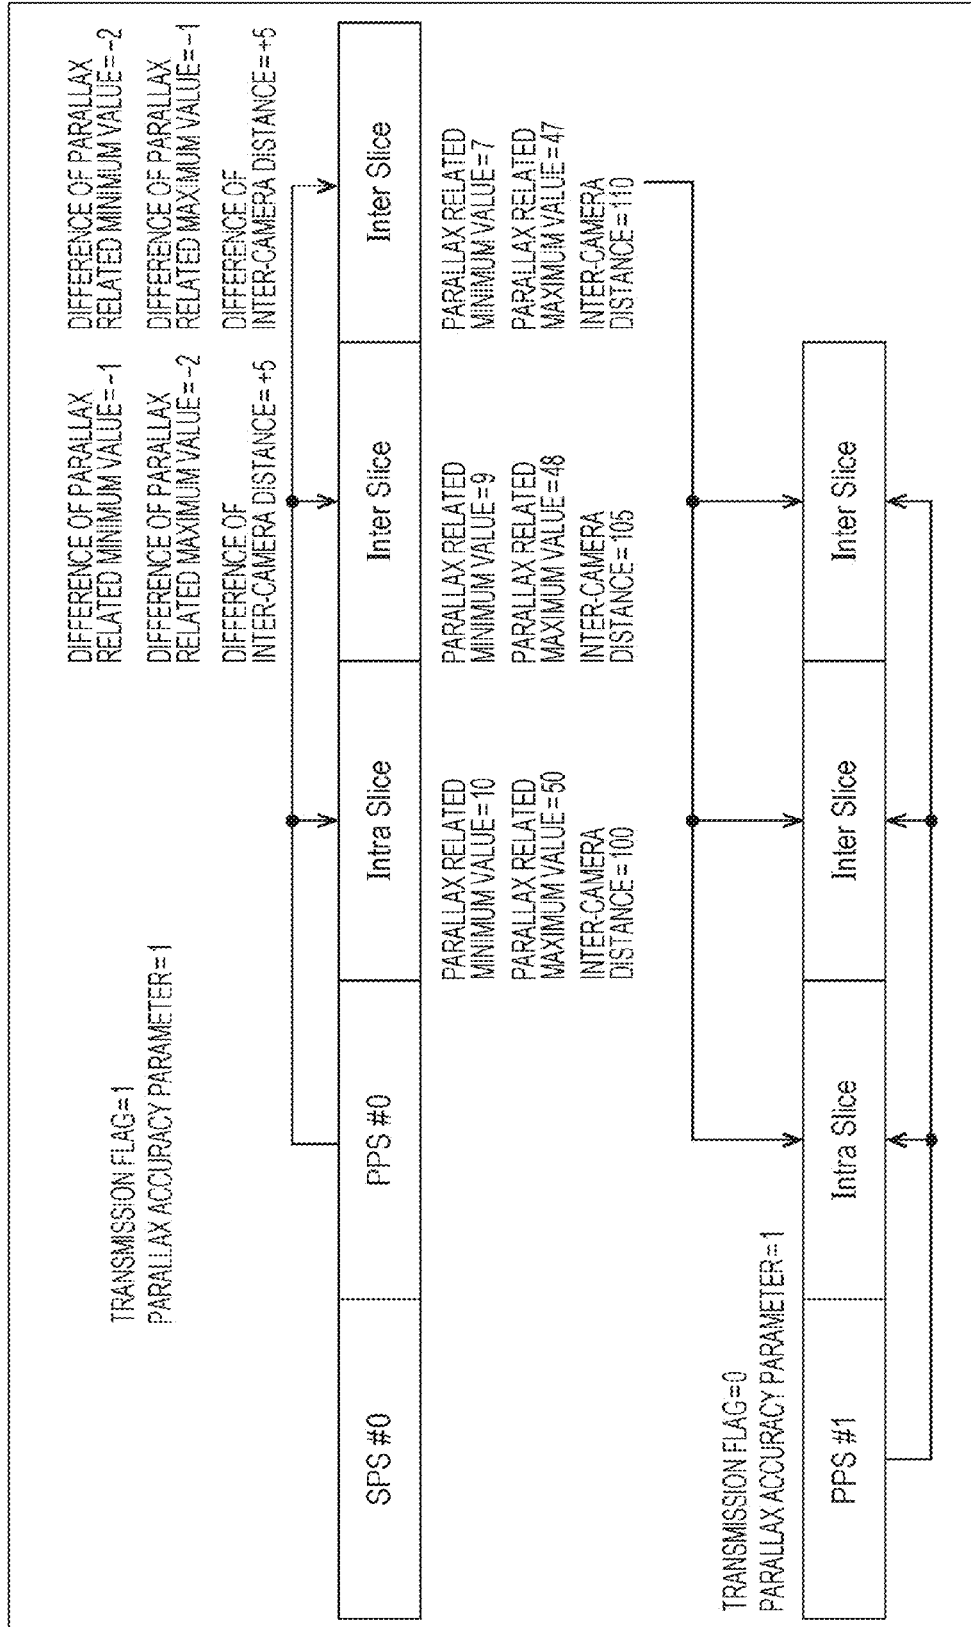 TRANSMISSION FLAG=1
PARALLAX ACCURACY PARAMETER=1
DIFFERENCE OF PARALLAX
RELATED MINIMUM VALUE=-1
DIFFERENCE OF PARALLAX
RELATED MAXIMUM VALUE=-2
DIFFERENCE OF
INTER-CAMERA DISTANCE=+5
DIFFERENCE OF PARALLAX
RELATED MINIMUM VALUE=-2
DIFFERENCE OF PARALLAX
RELATED MAXIMUM VALUE=-1
DIFFERENCE OF
INTER-CAMERA DISTANCE=+5
SPS #0
PPS #0
Intra Slice
Inter Slice
Inter Slice
PARALLAX RELATED
MINIMUM VALUE=10
PARALLAX RELATED
MAXIMUM VALUE=50
INTER-CAMERA
DISTANCE=100
PARALLAX RELATED
MINIMUM VALUE=9
PARALLAX RELATED
MAXIMUM VALUE=48
INTER-CAMERA
DISTANCE=105
PARALLAX RELATED
MINIMUM VALUE=7
PARALLAX RELATED
MAXIMUM VALUE=47
INTER-CAMERA
DISTANCE=110
TRANSMISSION FLAG=0
PARALLAX ACCURACY PARAMETER=1
PPS #1
Intra Slice
Inter Slice
Inter Slice